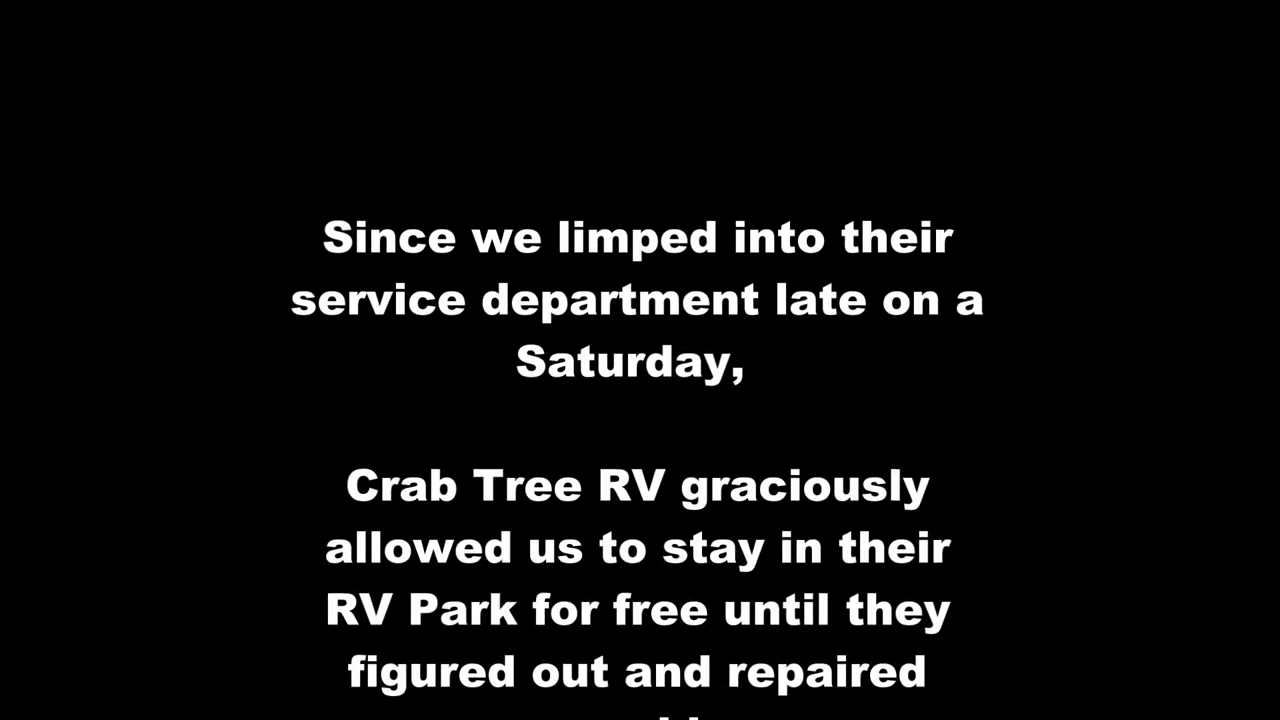 Since we limped into their
service department late on a
Saturday,
Crab Tree RV graciously
allowed us to stay in their
RV Park for free until they
figured out and repaired